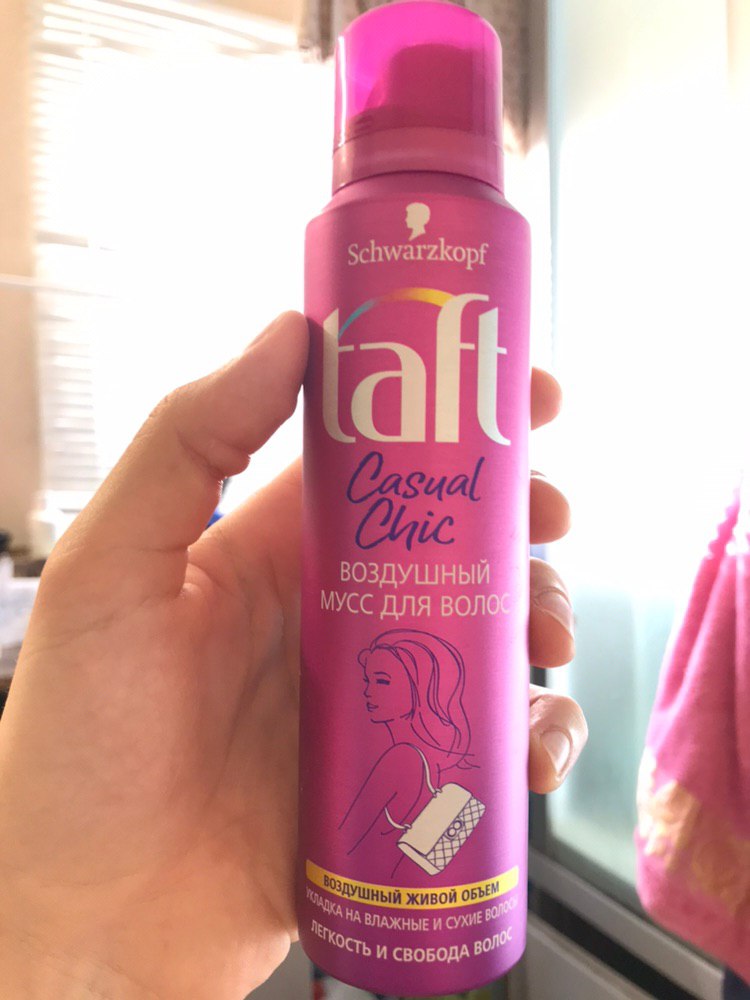 Schwarzkopf
taft
Casual
Chic
ВОЗДУШНЫЙ
МУСС ДЛЯ ВОЛОС
ВОЗДУШНЫЙ ЖИВОЙ ОБЪЕМ
УКЛАДКА НА ВЛАЖНЫЕ И СУХИЕ ВОЛОСЫ
ЛЕГКОСТЬ И СВОБОДА ВОЛОС